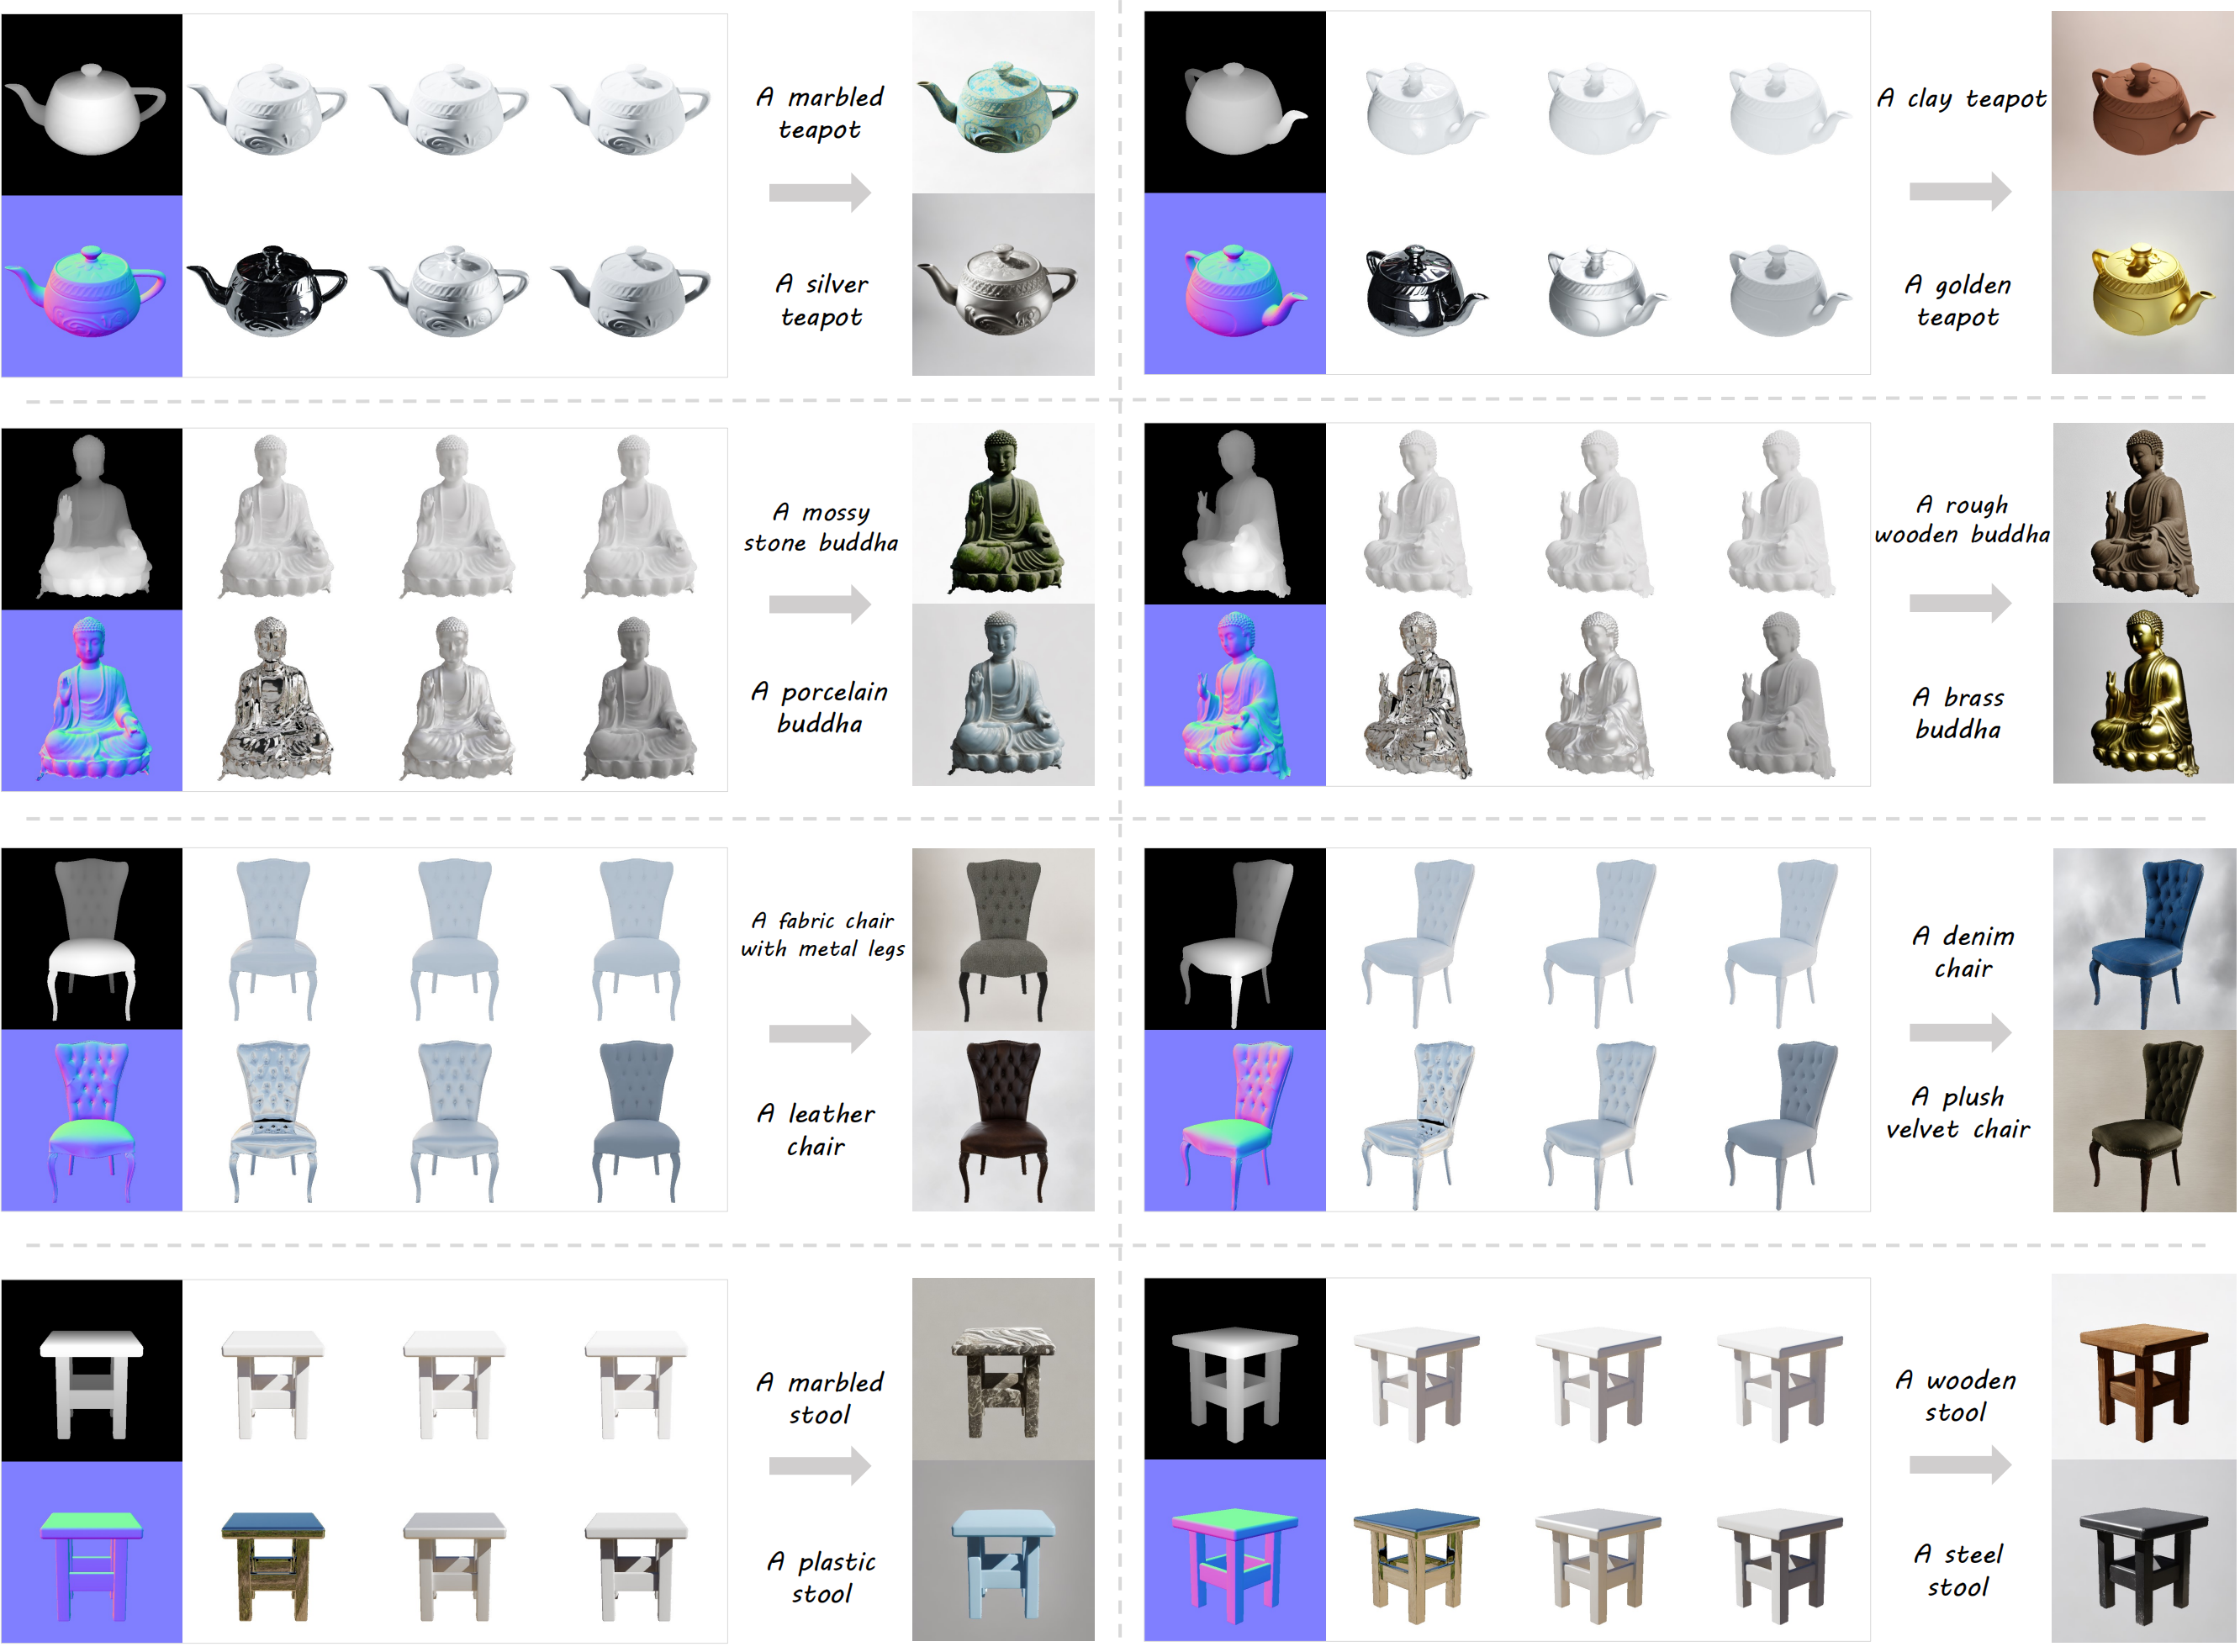 A marbled
teapot
A silver
teapot
A clay teapot
A golden
teapot
A mossy
stone buddha
A porcelain
buddha
A rough
wooden buddha
A brass
buddha
A fabric chair
with metal legs
A leather
chair
A denim
chair
A plush
velvet chair
A marbled
stool
A plastic
stool
A wooden
stool
A steel
stool